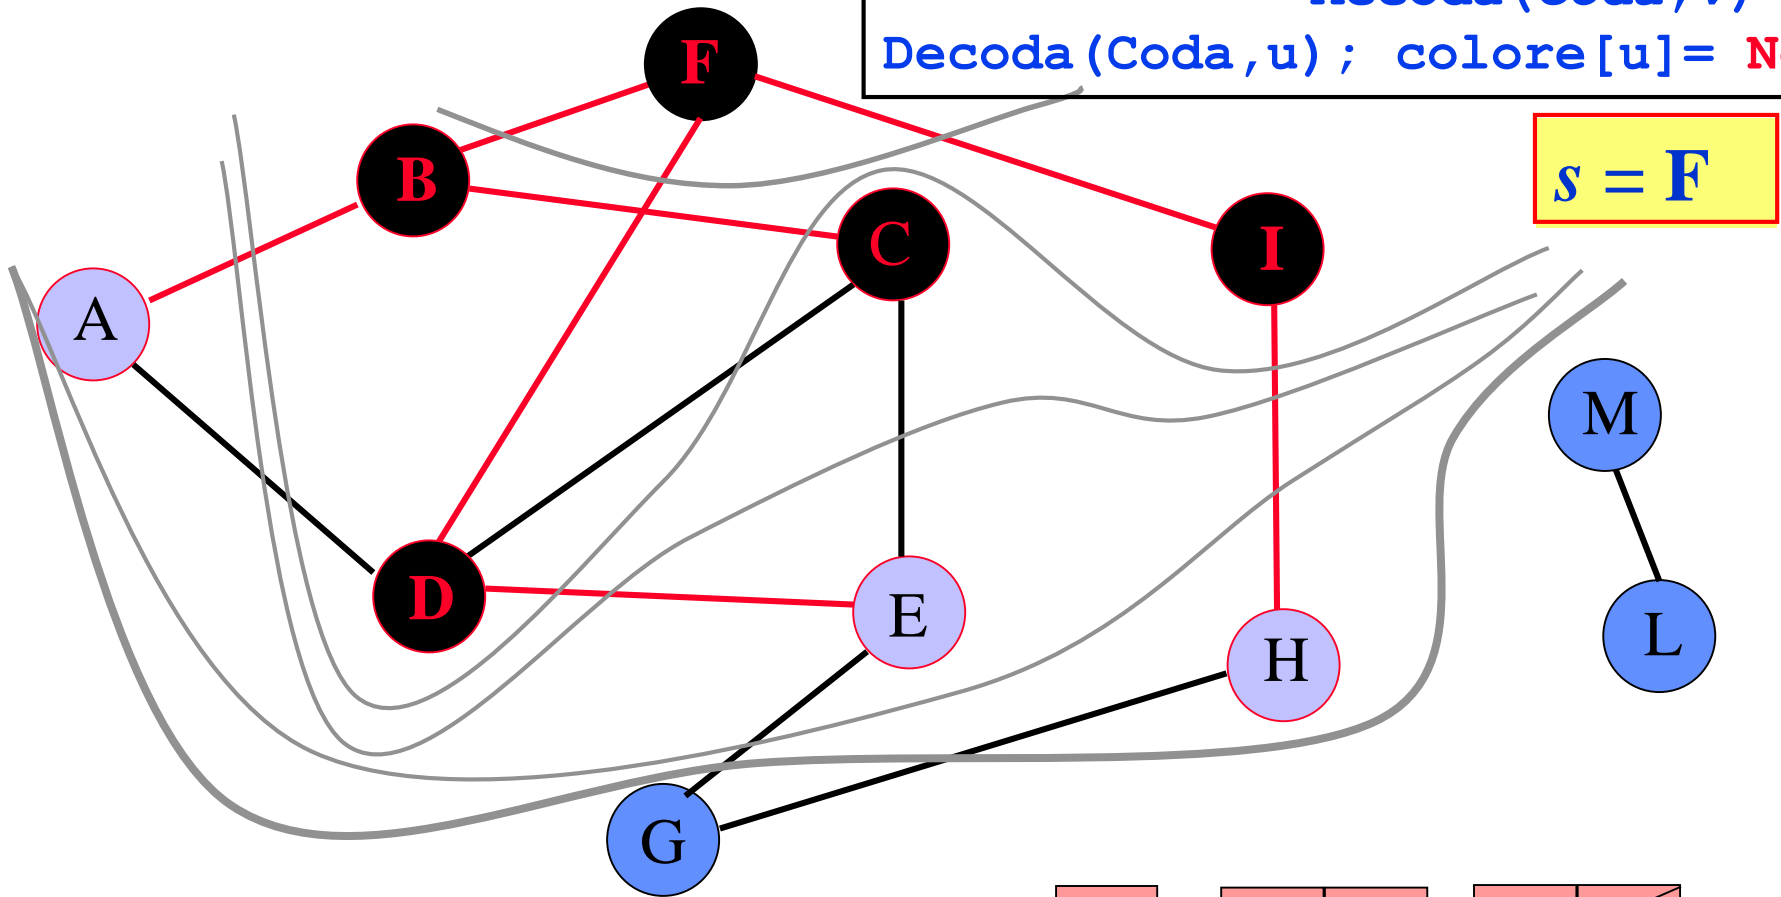 Decoda(Coda,u); colore[u]=
s = F
F
B
C
I
A
M
D
E
H
L
G